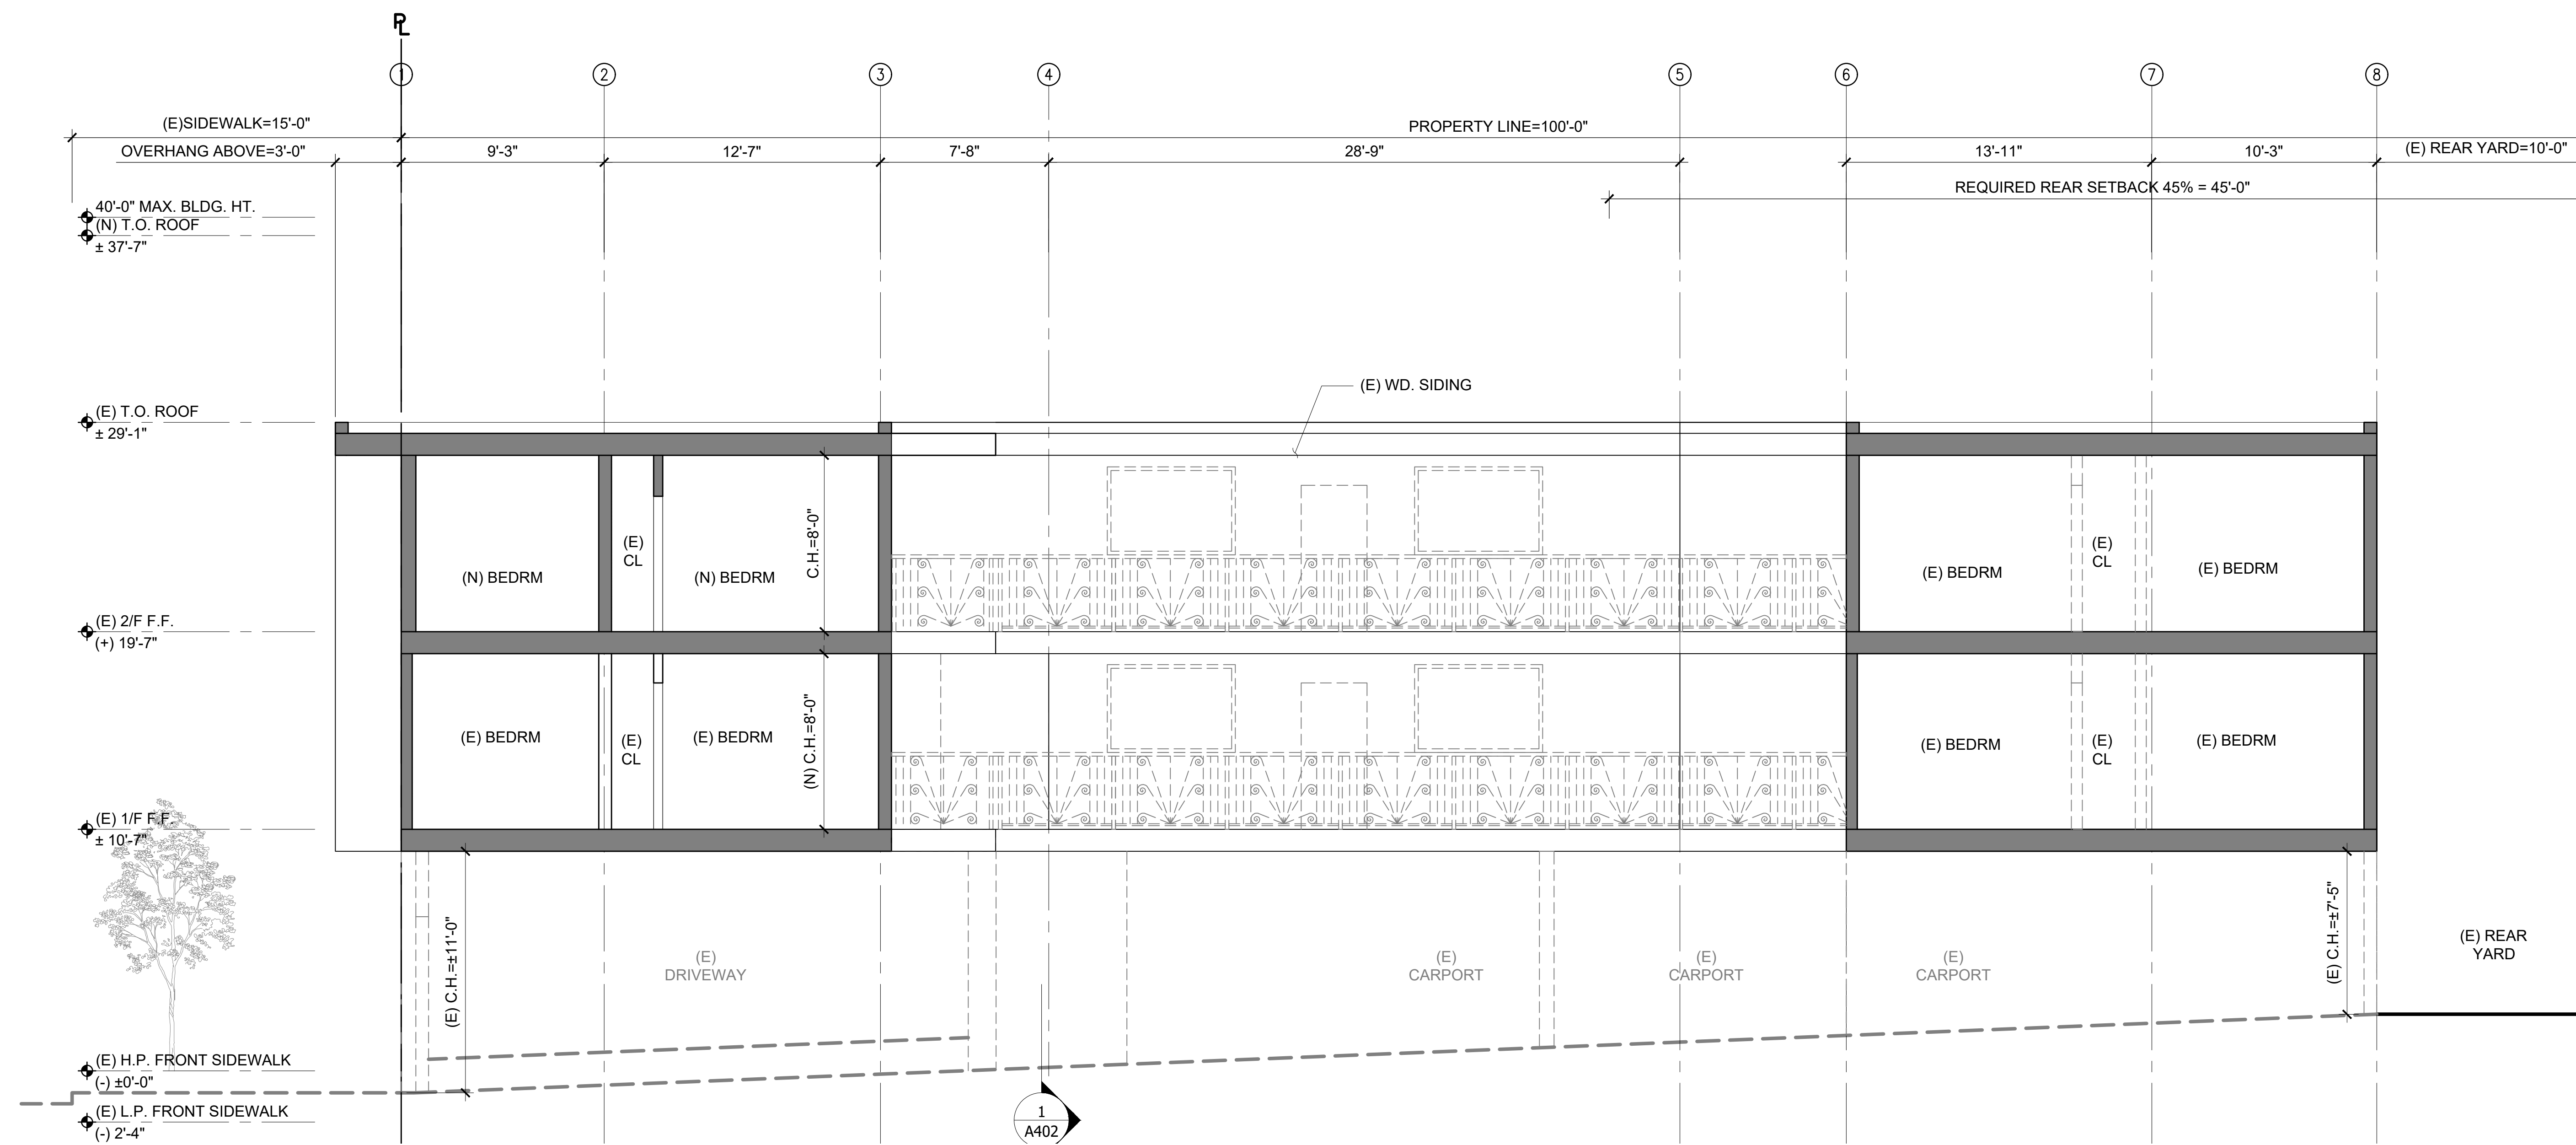 PL
1
2
3
4
5
6
7
8
(E)SIDEWALK=15'-0"
PROPERTY LINE=100'-0"
OVERHANG ABOVE=3'-0"
9'-3"
12'-7"
7'-8"
28'-9"
13'-11"
10'-3"
(E) REAR YARD=10'-0"
REQUIRED REAR SETBACK 45% = 45'-0"
40'-0" MAX. BLDG. HT.
(N) T.O. ROOF
± 37'-7"
(E) WD. SIDING
(E) T.O. ROOF
± 29'-1"
(N) BEDRM
(E)
CL
(N) BEDRM
C.H.=8'-0"
(E) BEDRM
(E)
CL
(E) BEDRM
(E) 2/F F.F.
(+) 19'-7"
(E) BEDRM
(E)
CL
(E) BEDRM
(N) C.H.=8'-0"
(E) BEDRM
(E)
CL
(E) BEDRM
(E) 1/F F.F.
± 10'-7"
(E) C.H.=±11'-0"
(E)
DRIVEWAY
(E)
CARPORT
(E)
CARPORT
(E)
CARPORT
(E) C.H.=±7'-5"
(E) REAR
YARD
(E) H.P. FRONT SIDEWALK
(-) ±0'-0"
(E) L.P. FRONT SIDEWALK
(-) 2'-4"
1
A402